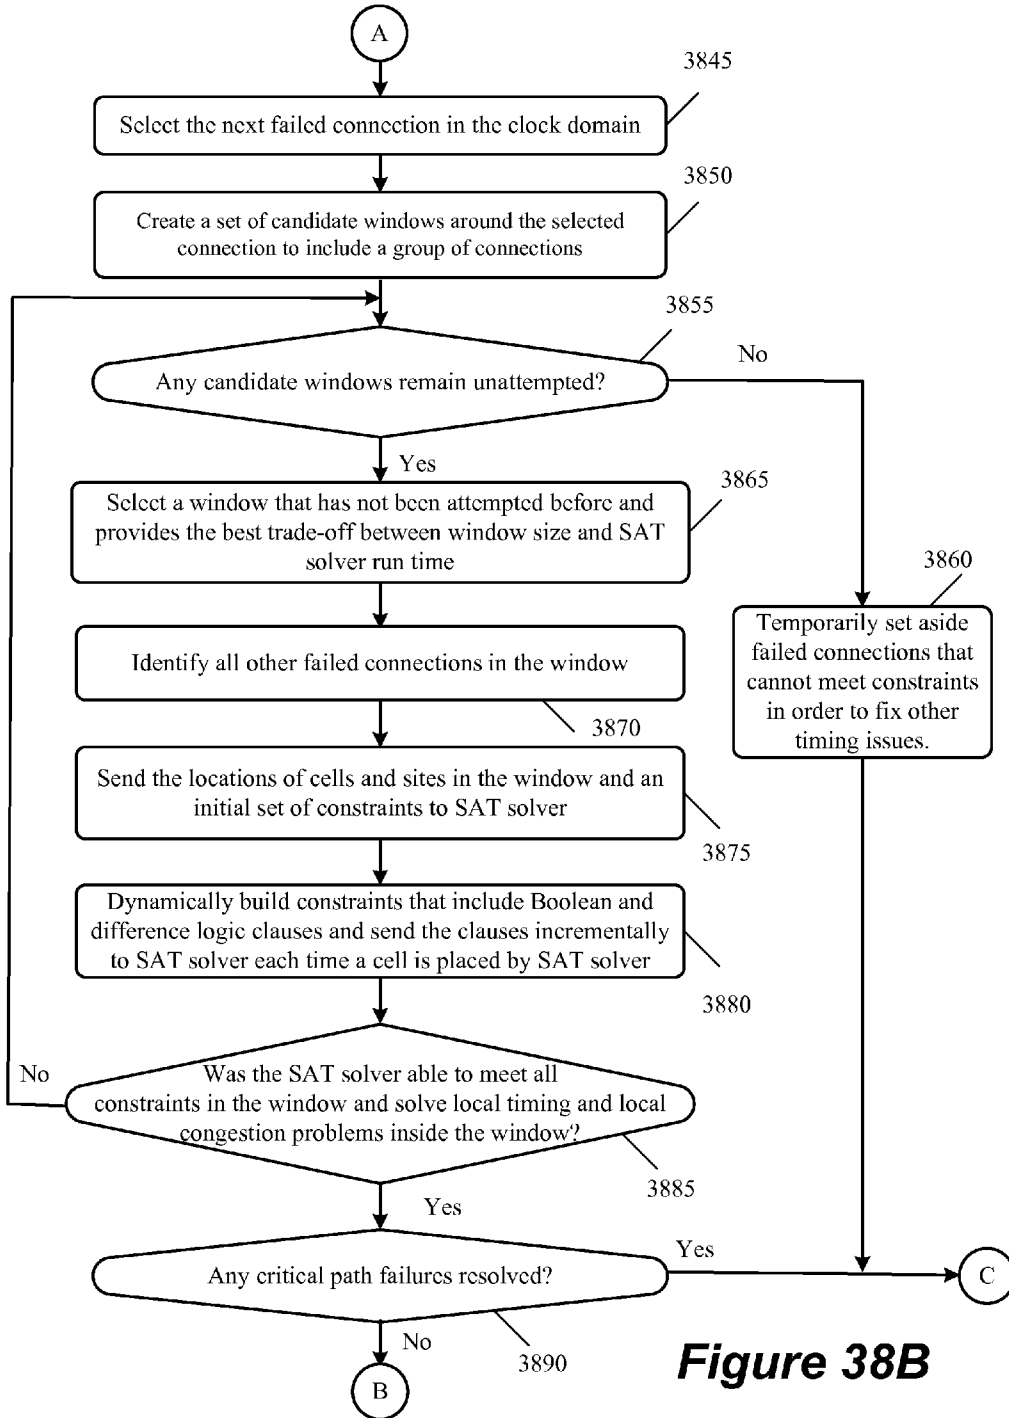 A
3845
Select the next failed connection in the clock domain
3850
Create a set of candidate windows around the selected
connection to include a group of connections
3855
No
Any candidate windows remain unattempted?
Yes
3865
Select a window that has not been attempted before and
provides the best trade-off between window size and SAT
solver run time
3860
Temporarily set aside
failed connections that
cannot meet constraints
in order to fix other
timing issues.
Identify all other failed connections in the window
3870
Send the locations of cells and sites in the window and an
initial set of constraints to SAT solver
3875
Dynamically build constraints that include Boolean and
difference logic clauses and send the clauses incrementally
to SAT solver each time a cell is placed by SAT solver
3880
No
Was the SAT solver able to meet all
constraints in the window and solve local timing and local
congestion problems inside the window?
3885
Yes
Yes
Any critical path failures resolved?
C
No
3890
B
Figure 38B